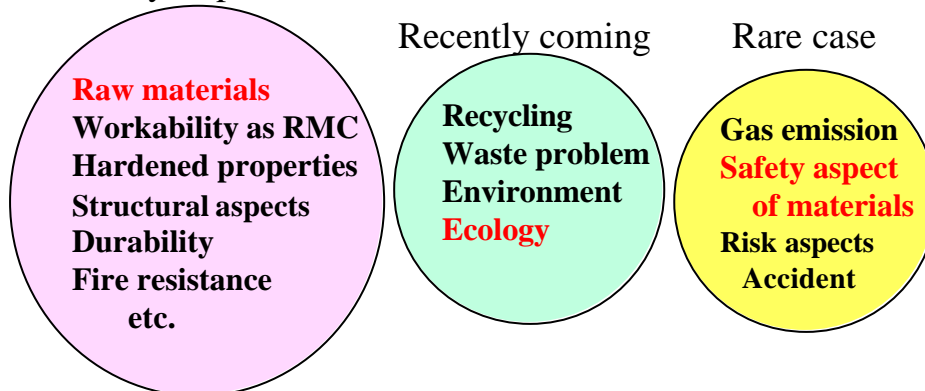 Recently coming
Rare case
Raw materials
Workability as RMC
Hardened properties
Structural aspects
Durability
Fire resistance
etc.
Recycling
Waste problem
Environment
Ecology
Gas emission
Safety aspect
of materials
Risk aspects
Accident